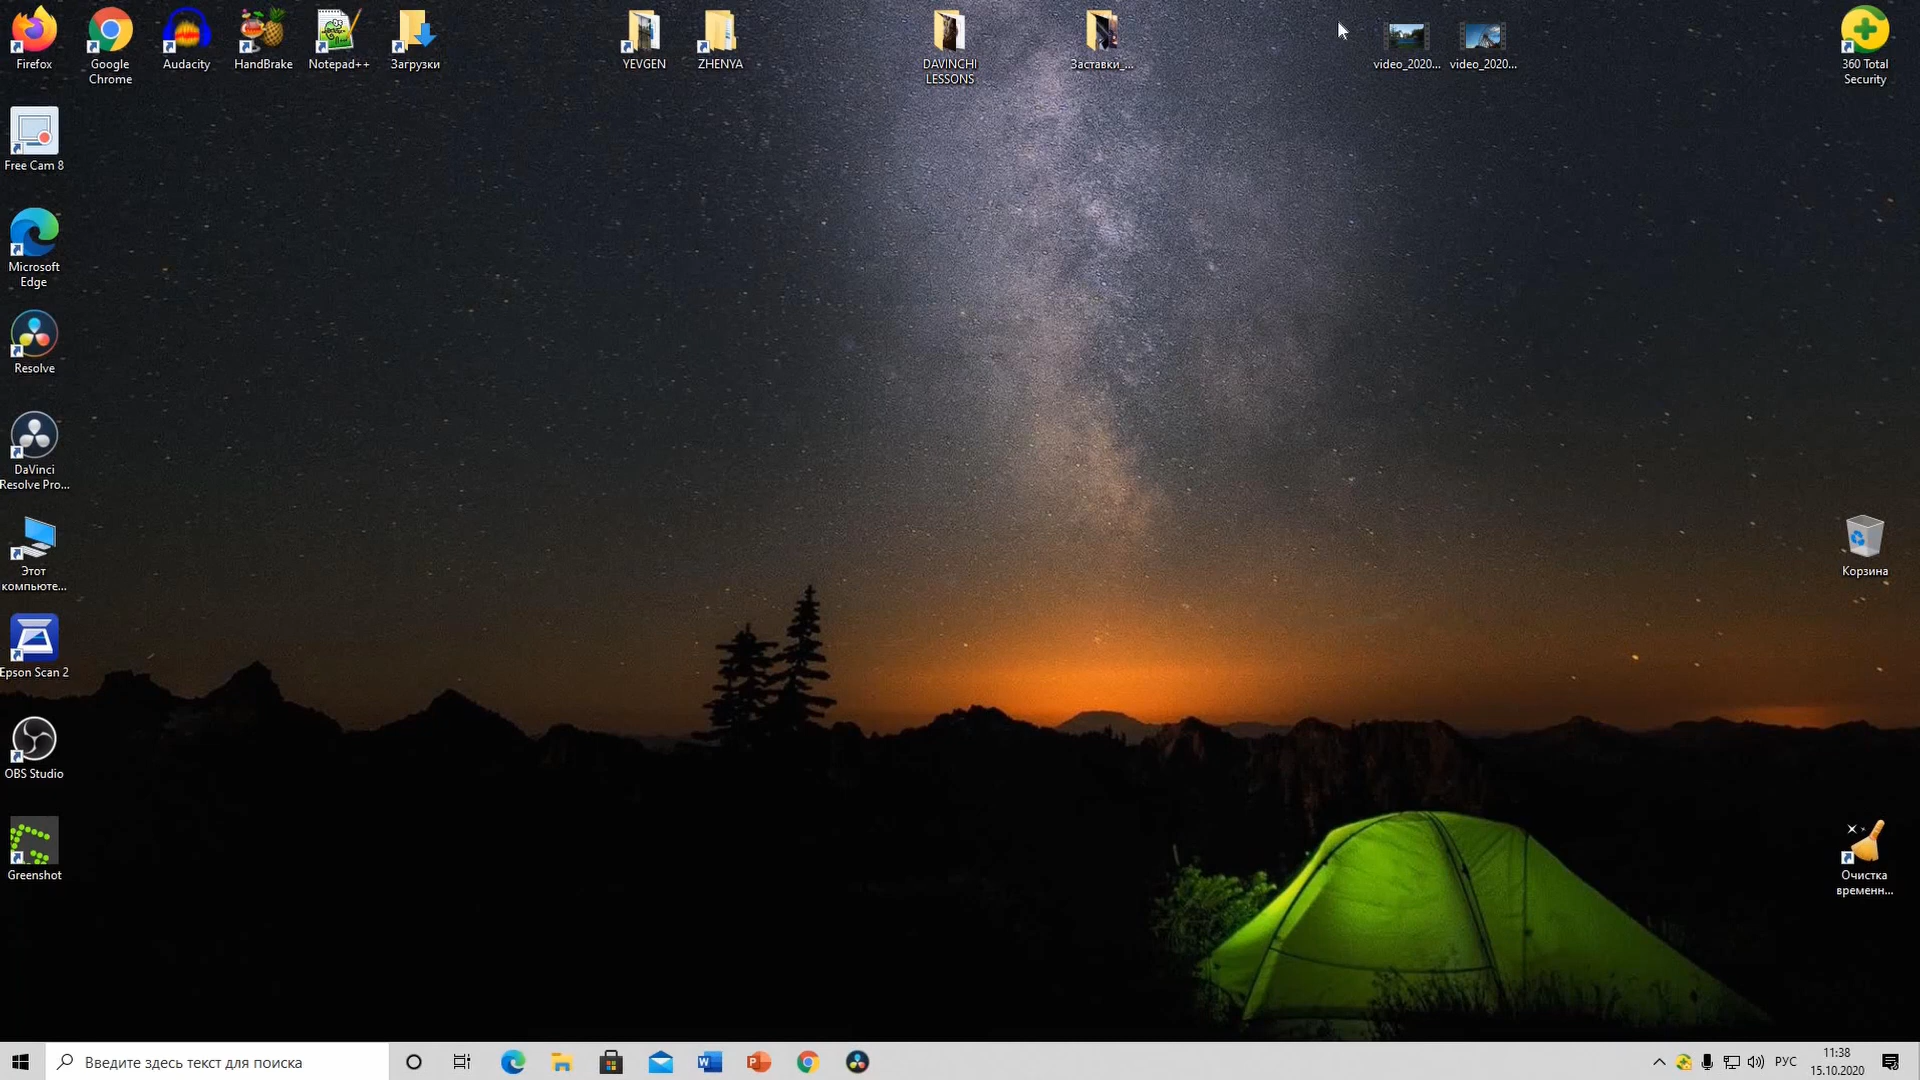 Firefox
Google
Chrome
Audacity
HandBrake
Notepad++
Загрузки
YEVGEN
ZHENYA
DAVINCHI
LESSONS
Заставки_...
video_2020...
video_2020...
360 Total
Security
Free Cam 8
Microsoft
Edge
Resolve
DaVinci
Resolve Pro...
Этот
компьюте...
Корзина
Epson Scan 2
OBS Studio
Greenshot
Очистка
временн...
Введите здесь текст для поиска
РУС
11:38
15.10.2020